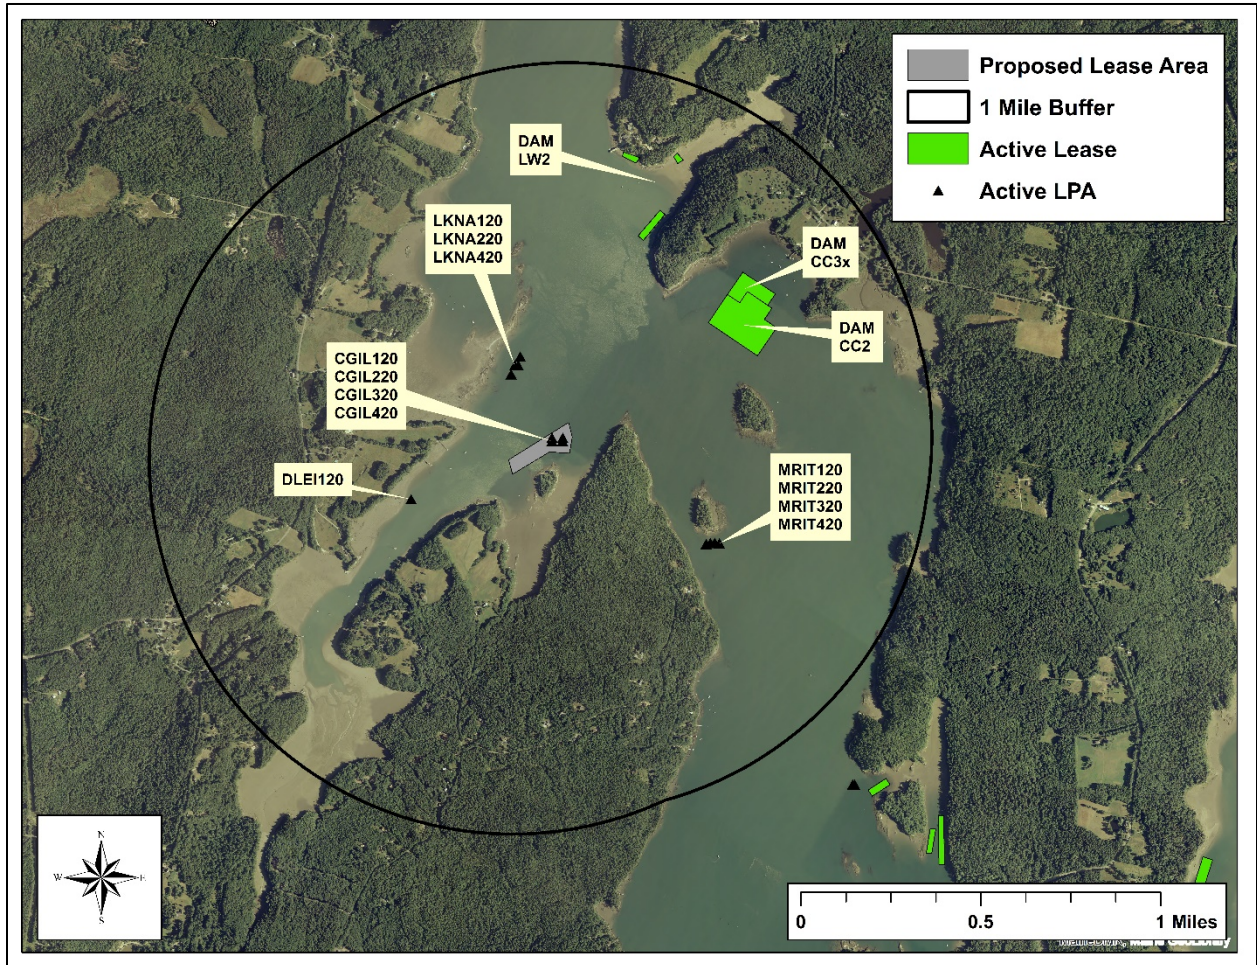 Proposed Lease Area
1 Mile Buffer
Active Lease
Active LPA
DAM
LW2
LKNA120
LKNA220
LKNA420
DAM
CC3x
DAM
CC2
CGIL120
CGIL220
CGIL320
CGIL420
DLEI120
MRIT120
MRIT220
MRIT320
MRIT420
N
W
E
S
0
0.5
1 Miles